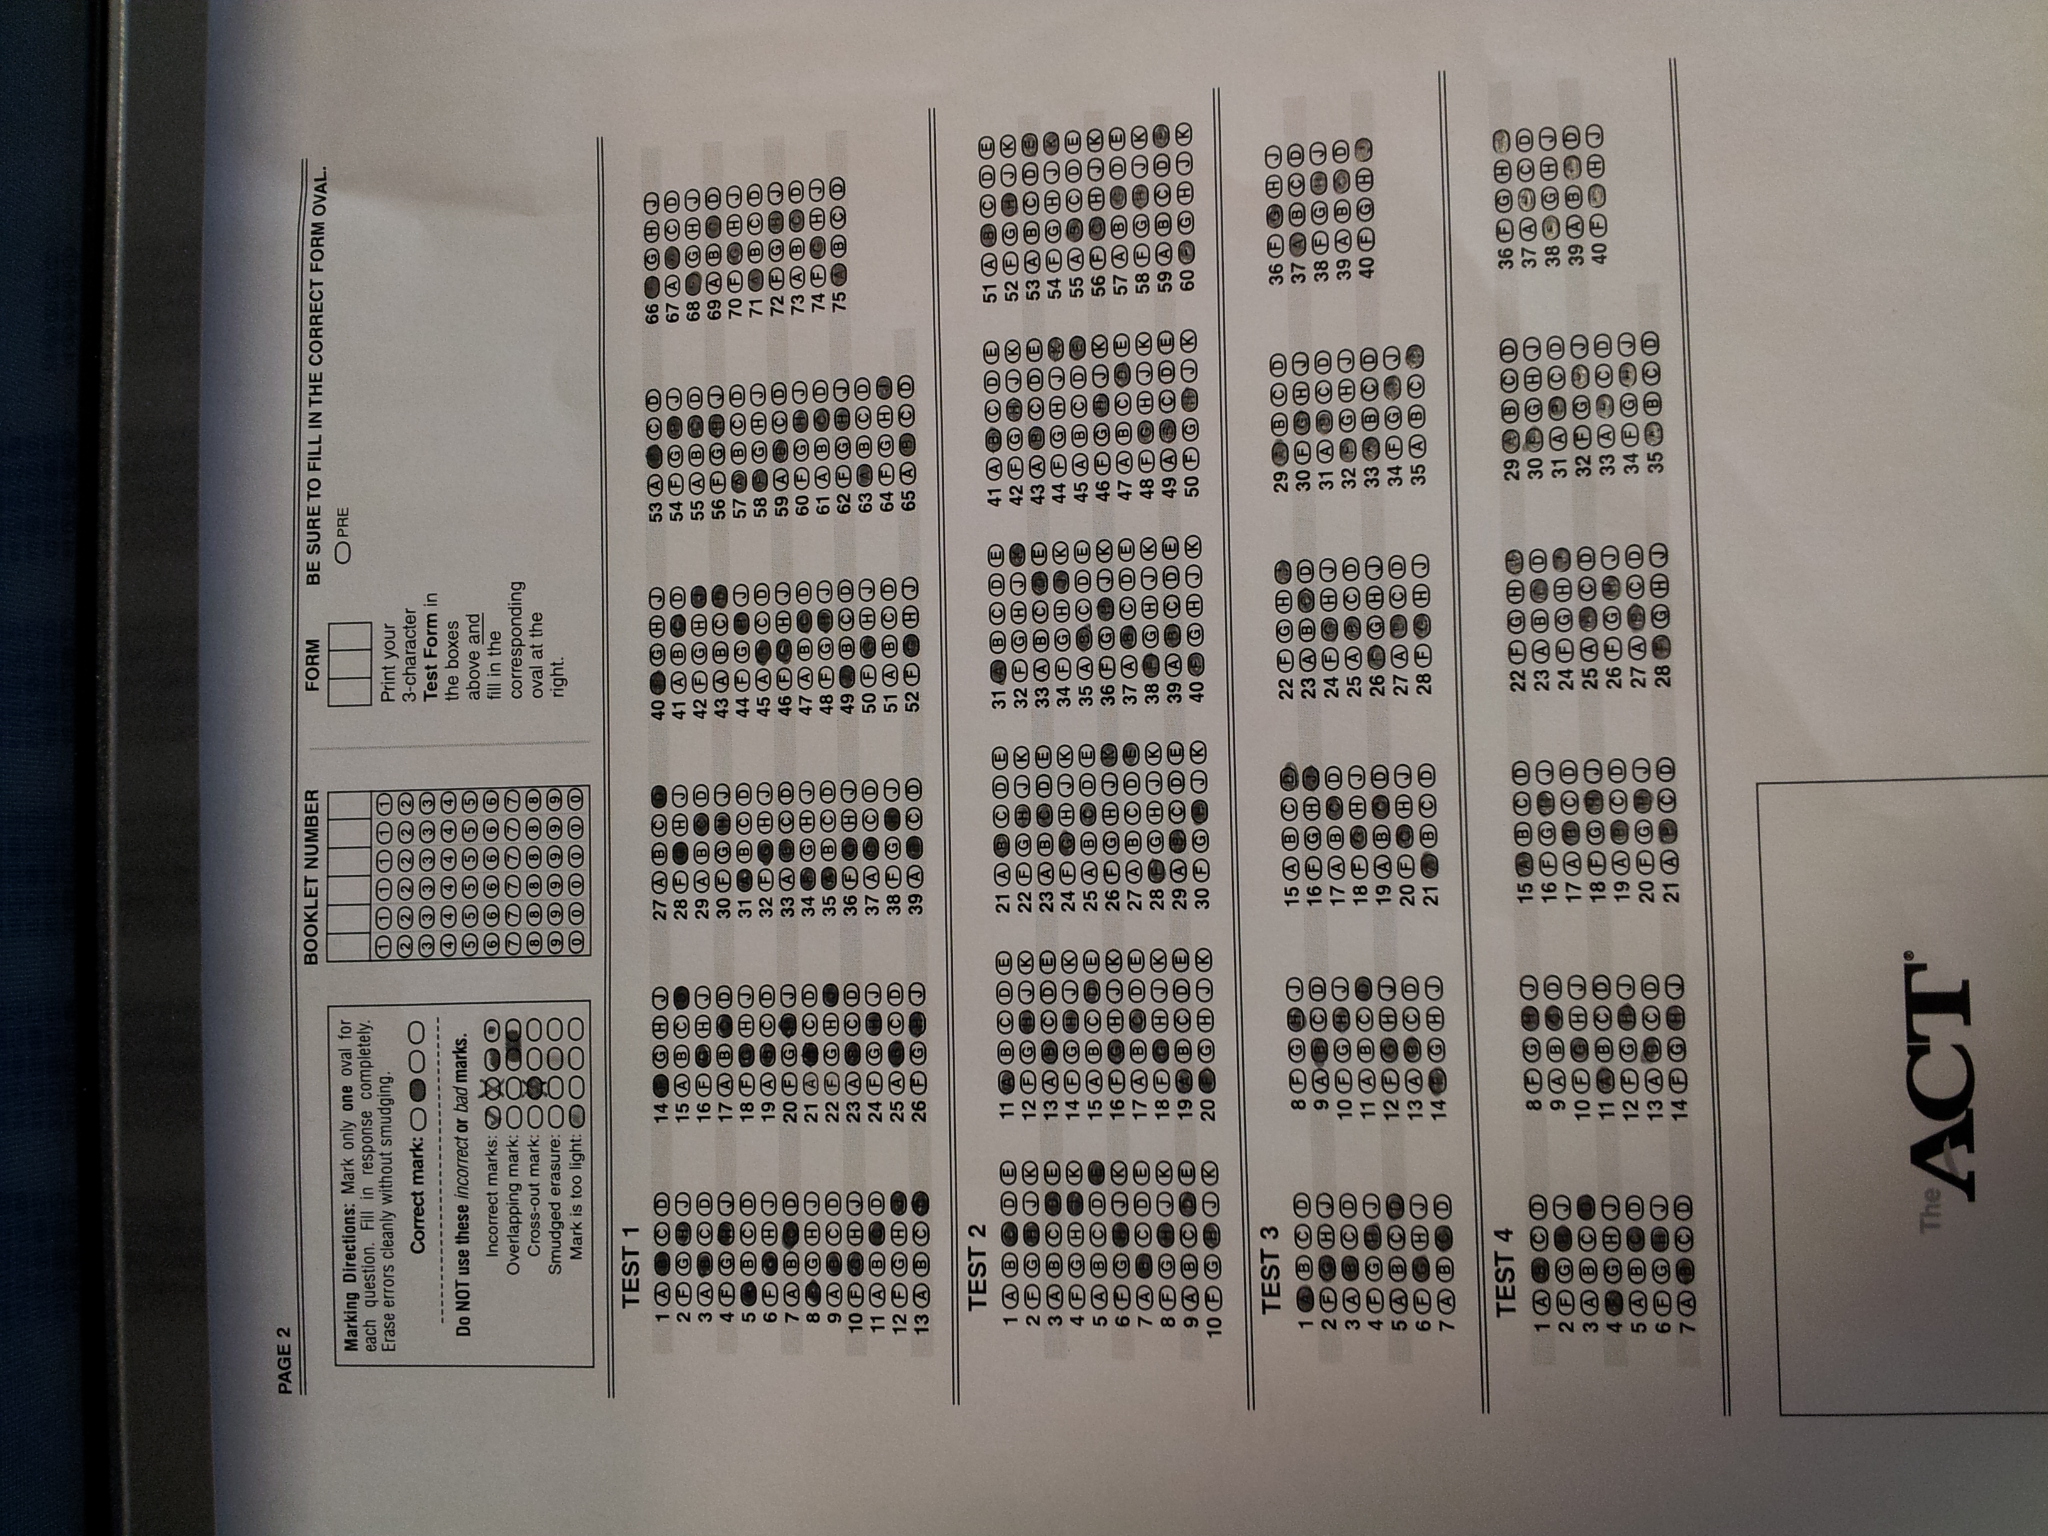 PAGE 2
Marking Directions: Mark only one oval for
each question. Fill in response completely.
Erase errors cleanly without smudging.
Correct mark:
Do NOT use these incorrect or bad marks.
Incorrect marks:
Overlapping mark:
Cross-out mark:
Smudged erasure:
Mark is too light:
BOOKLET NUMBER
1 1 1 1 1 1
2 2 2 2 2 2
3 3 3 3 3 3
4 4 4 4 4 4
5 5 5 5 5 5
6 6 6 6 6 6
7 7 7 7 7 7
8 8 8 8 8 8
9 9 9 9 9 9
0 0 0 0 0 0
FORM
Print your
3-character
Test Form in
the boxes
above and
fill in the
corresponding
oval at the
right.
BE SURE TO FILL IN THE CORRECT FORM OVAL.
PRE
TEST 1
1 A C D
2 F G J
3 A C D
4 F G J
5 B C D
6 F H J
7 A B D
8 G H J
9 A C D
10 F H J
11 A B D
12 F G H
13 A B C
14 G H J
15 A B C
16 F H J
17 A B D
18 F H J
19 A C D
20 F G J
21 A C D
22 F G H
23 A C D
24 F G J
25 A C D
26 F G J
27 A B C
28 F H J
29 A B D
30 F G J
31 B C D
32 F H J
33 A C D
34 G H J
35 B C D
36 F H J
37 A C D
38 F G J
39 A C D
40 G H J
41 A B D
42 F G H
43 A B C
44 F G J
45 A C D
46 F H J
47 A B D
48 F G J
49 B C D
50 F H J
51 A B C D
52 F H J
53 A C D
54 F G J
55 A B D
56 F G J
57 B C D
58 G H J
59 A C D
60 F G J
61 A B D
62 F G J
63 B C D
64 F G H
65 A C D
66 G H J
67 A C D
68 G H J
69 A B D
70 F H J
71 B C D
72 F G J
73 A B D
74 F H J
75 B C D
TEST 2
1 A B D E
2 F G J K
3 A B C E
4 F G H K
5 A B C D
6 F G J K
7 A C D E
8 F G J K
9 A B C E
10 F G J K
11 B C D E
12 F G J K
13 A C D E
14 F G J K
15 A B C E
16 F H J K
17 A B D E
18 F H J K
19 B C D E
20 G H J K
21 A C D E
22 F G J K
23 A B D E
24 F H J K
25 A B C D E
26 F G H J
27 A B C D
28 G H J K
29 A C D E
30 F G J K
31 B C D E
32 F G H J
33 A B C E
34 F G H K
35 A C D E
36 F G J K
37 A C D E
38 G H J K
39 A C D E
40 G H J K
41 A C D E
42 F G J K
43 A C D E
44 F G H J
45 A B C D
46 F G J K
47 A B C E
48 F H J K
49 A C D E
50 F G J K
51 A C D E
52 F G J K
53 A B C D
54 F G H J
55 A C D E
56 F H J K
57 A B D E
58 F G J K
59 A B C D
60 G H J K
TEST 3
1 B C D
2 F H J
3 A C D
4 F G J
5 A B C
6 F H J
7 A B D
8 F G J
9 A C D
10 F G J
11 A B C
12 F H J
13 A C D
14 G H J
15 A B C
16 F G H
17 A B D
18 F H J
19 A B D
20 F H J
21 B C D
22 F G H
23 A B D
24 F H J
25 A C D
26 G H J
27 A C D
28 F H J
29 B C D
30 F H J
31 A C D
32 G H J
33 B C D
34 F G J
35 A B C
36 F H J
37 B C D
38 F G J
39 A B D
40 F G H
TEST 4
1 A C D
2 F G J
3 A B C
4 G H J
5 A B D
6 F G J
7 A C D
8 F G J
9 A B D
10 F H J
11 B C D
12 F G J
13 A C D
14 F G J
15 B C D
16 F G J
17 A C D
18 F G J
19 A C D
20 F G J
21 A C D
22 F G H
23 A B D
24 F G H
25 A C D
26 F G J
27 A C D
28 G H J
29 B C D
30 G H J
31 A C D
32 F G J
33 A C D
34 F G J
35 B C D
36 F G H
37 A C D
38 G H J
39 A B D
40 F H J
The ACT®